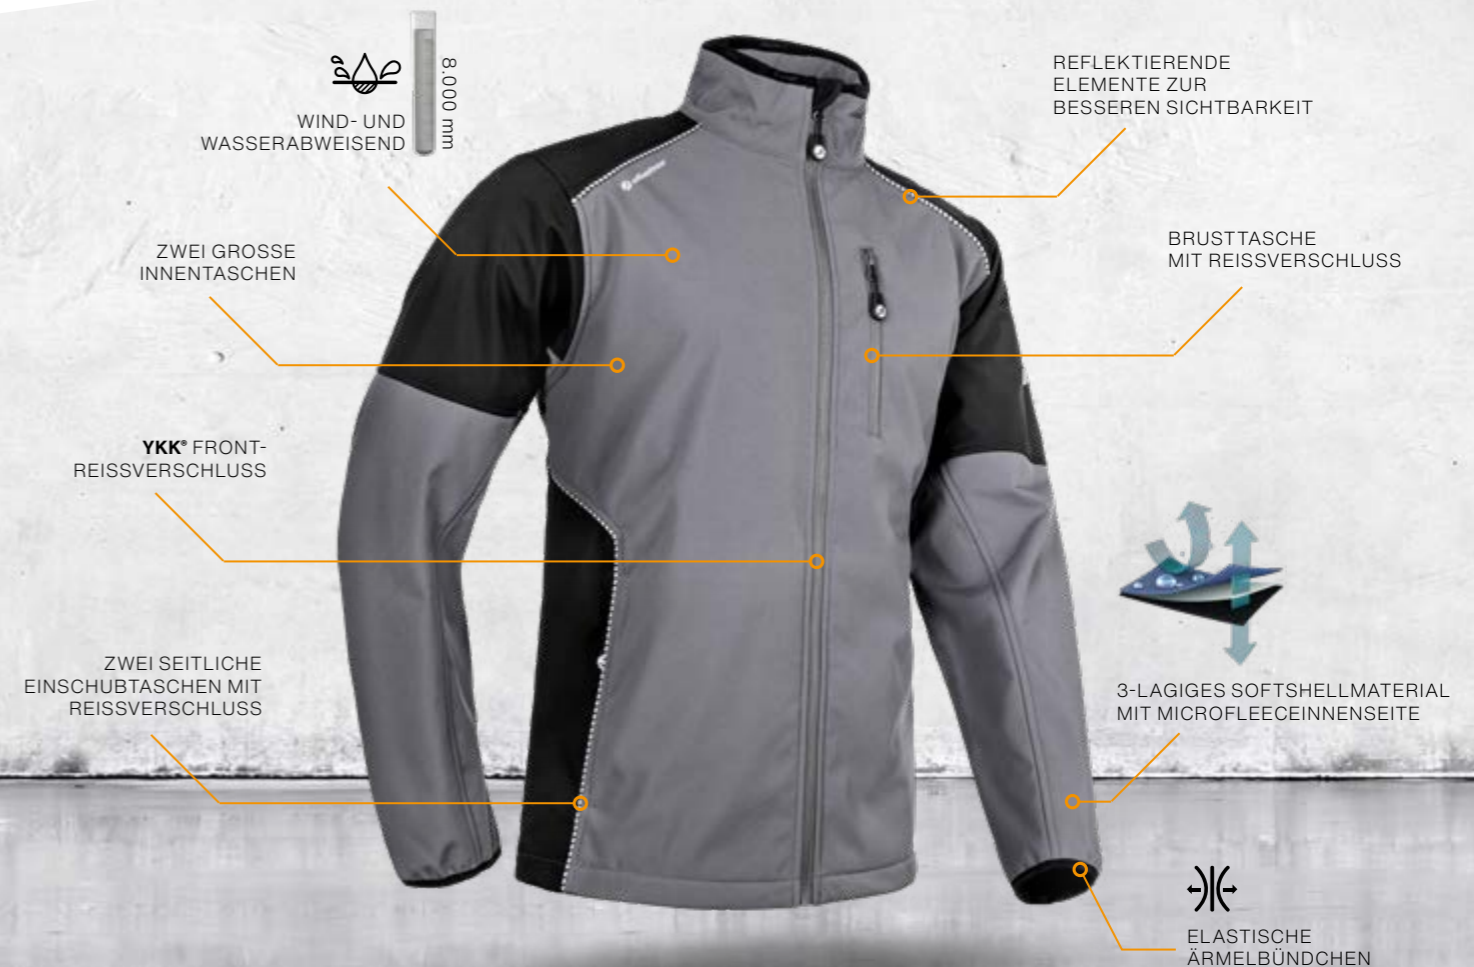 WIND- UND
WASSERABWEISEND
8.000 mm
ZWEI GROSSE
INNENTASCHEN
YKK® FRONT-
REISSVERSCHLUSS
ZWEI SEITLICHE
EINSCHUBTASCHEN MIT
REISSVERSCHLUSS
REFLEKTIERENDE
ELEMENTE ZUR
BESSEREN SICHTBARKEIT
BRUSTTASCHE
MIT REISSVERSCHLUSS
3-LAGIGES SOFTSHELLMATERIAL
MIT MICROFLEECEINNENSEITE
ELASTISCHE
ÄRMELBÜNDCHEN